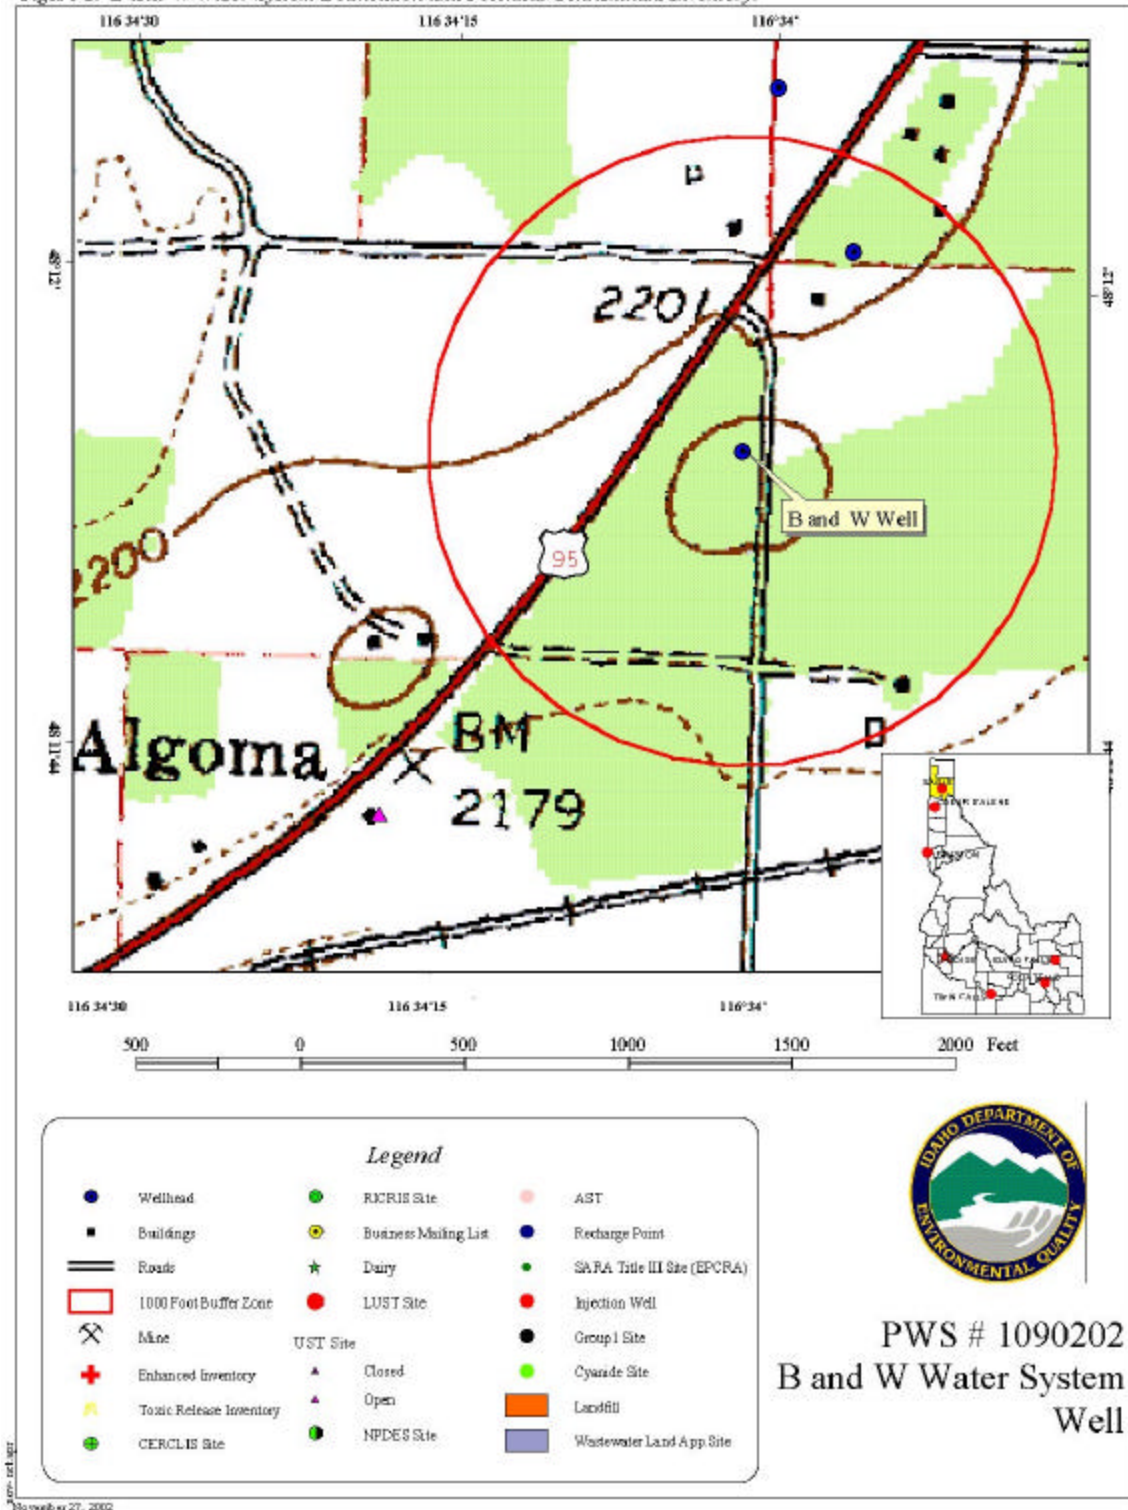 116 34'30
116 34'15
116°34"
48°12'
48°12"
2201
B and W Well
95
2200
Algoma
BM
2179
48 11'44
TWIN FALLS
116 34'30
116 34'15
116°34"
500 0 500 1000 1500 2000 Feet
Legend
Wellhead
Buildings
Roads
1000 Foot Buffer Zone
Mine
Enhanced Inventory
Toxic Release Inventory
CERCLIS Site
RICRIS Site
Business Mailing List
Dairy
LUST Site
UST Site
Closed
Open
NPDES Site
AST
Recharge Point
SARA Title III Site (EPCRA)
Injection Well
Group1 Site
Cyanide Site
Landfill
Wastewater Land App Site
IDAHO DEPARTMENT OF
ENVIRONMENTAL QUALITY
PWS # 1090202
B and W Water System
Well
November 27, 2002